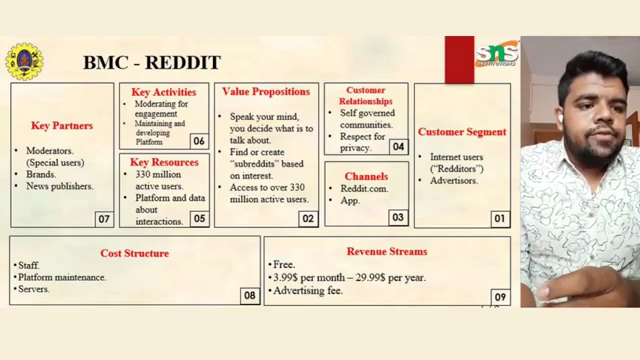 BMC - REDDIT
sns
INSTITUTIONS
Key Partners
• Moderators.
(Special users)
• Brands.
• News publishers.
07
Key Activities
• Moderating for
engagement
• Maintaining and
developing
Platform
06
Key Resources
• 330 million
active users.
• Platform and data
about
interactions.
05
Value Propositions
• Speak your mind,
you decide what is to
talk about.
• Find or create
“subreddits” based
on interest.
• Access to over 330
million active users.
02
Customer
Relationships
• Self governed
communities.
• Respect for
privacy.
04
Channels
• Reddit.com.
• App.
03
Customer Segment
• Internet users
(“Redditors”)
• Advertisors.
01
Cost Structure
•Staff.
•Platform maintenance.
•Servers.
08
Revenue Streams
•Free.
•3.99$ per month – 29.99$ per year.
•Advertising fee.
09